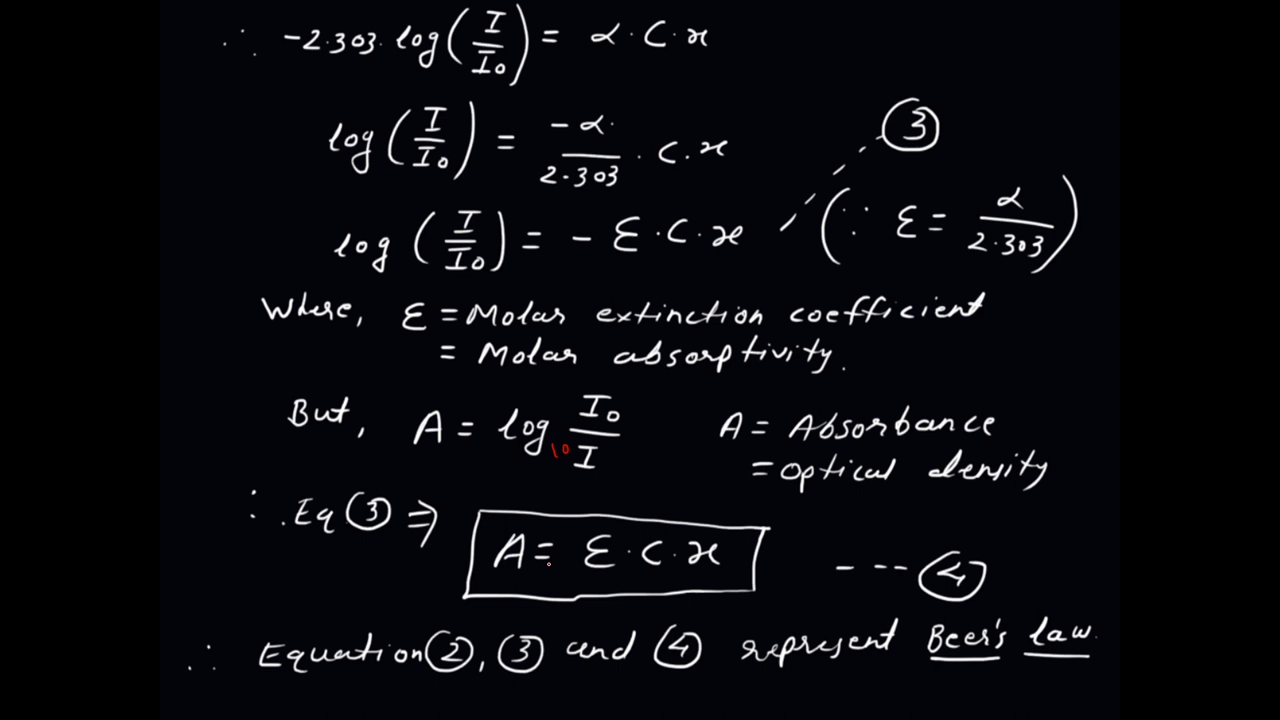 ∴ -2.303. log(I/I₀) = α.C.x
log(I/I₀) = -α/2.303 . C.x
③
log(I/I₀) = - ε.C.x (∵ ε = α/2.303)
Where, ε = Molar extinction coefficient
= Molar absorptivity.
But, A = log₁₀ I₀/I A = Absorbance
= optical density
∴ Eq ③ ⇒ A = ε.C.x --- ④
∴ Equation ②, ③ and ④ represent Beer's law.